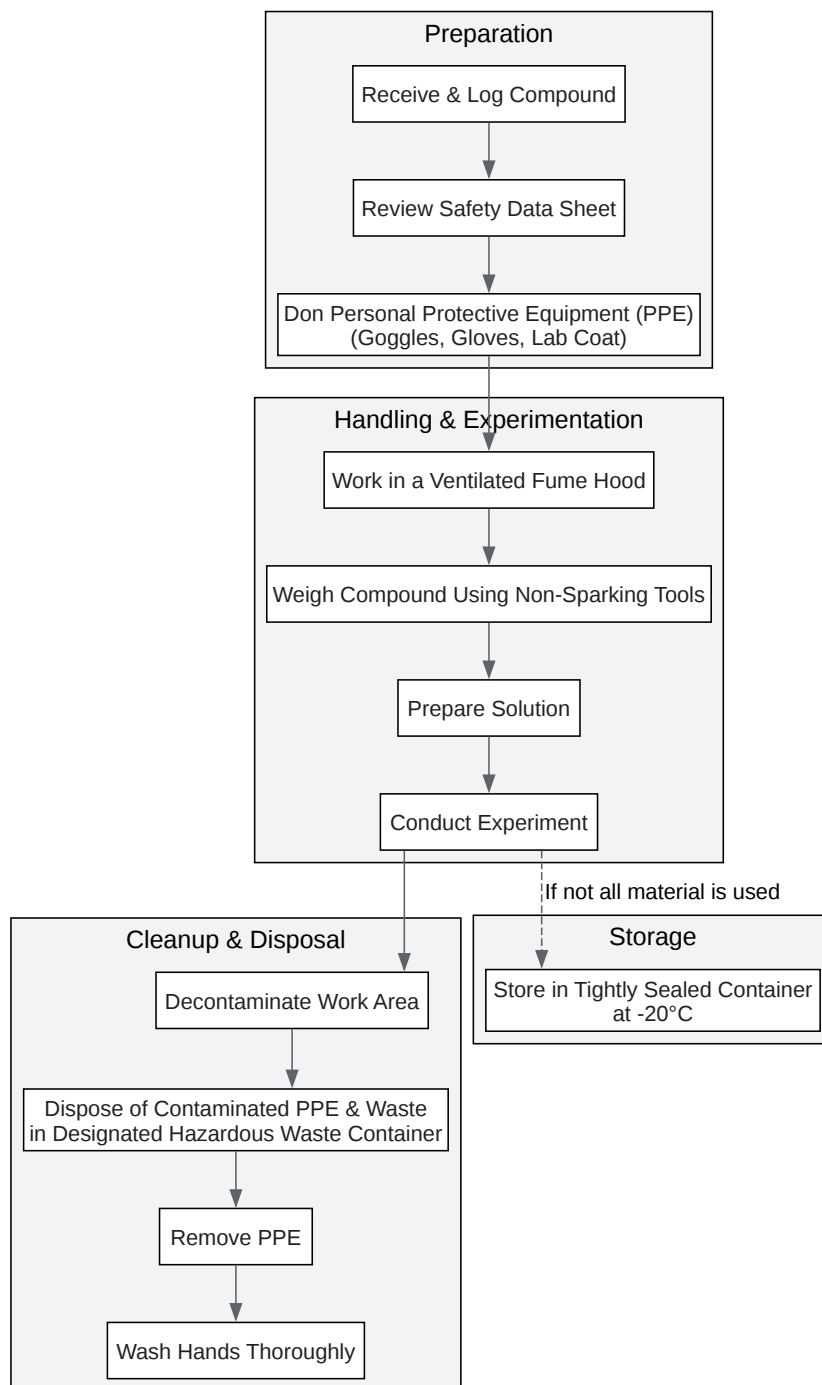 Preparation
Receive & Log Compound
Review Safety Data Sheet
Don Personal Protective Equipment (PPE)
(Goggles, Gloves, Lab Coat)
Handling & Experimentation
Work in a Ventilated Fume Hood
Weigh Compound Using Non-Sparking Tools
Prepare Solution
Conduct Experiment
If not all material is used
Cleanup & Disposal
Decontaminate Work Area
Dispose of Contaminated PPE & Waste
in Designated Hazardous Waste Container
Remove PPE
Wash Hands Thoroughly
Storage
Store in Tightly Sealed Container
at -20°C